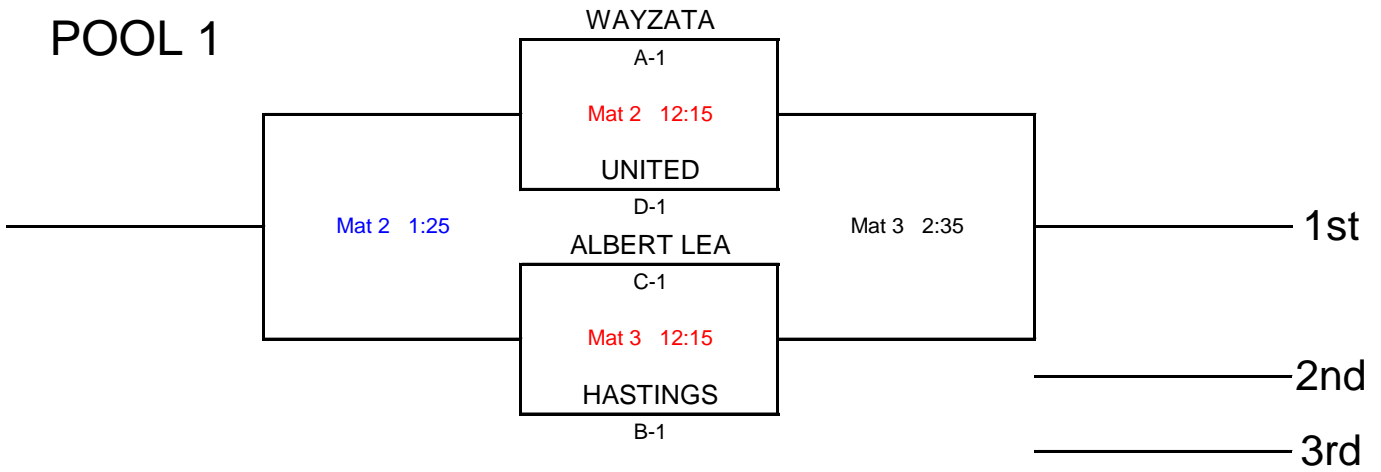 POOL 1
WAYZATA
A-1
Mat 2 12:15
UNITED
D-1
Mat 2 1:25
Mat 3 2:35
1st
ALBERT LEA
C-1
Mat 3 12:15
HASTINGS
B-1
2nd
3rd